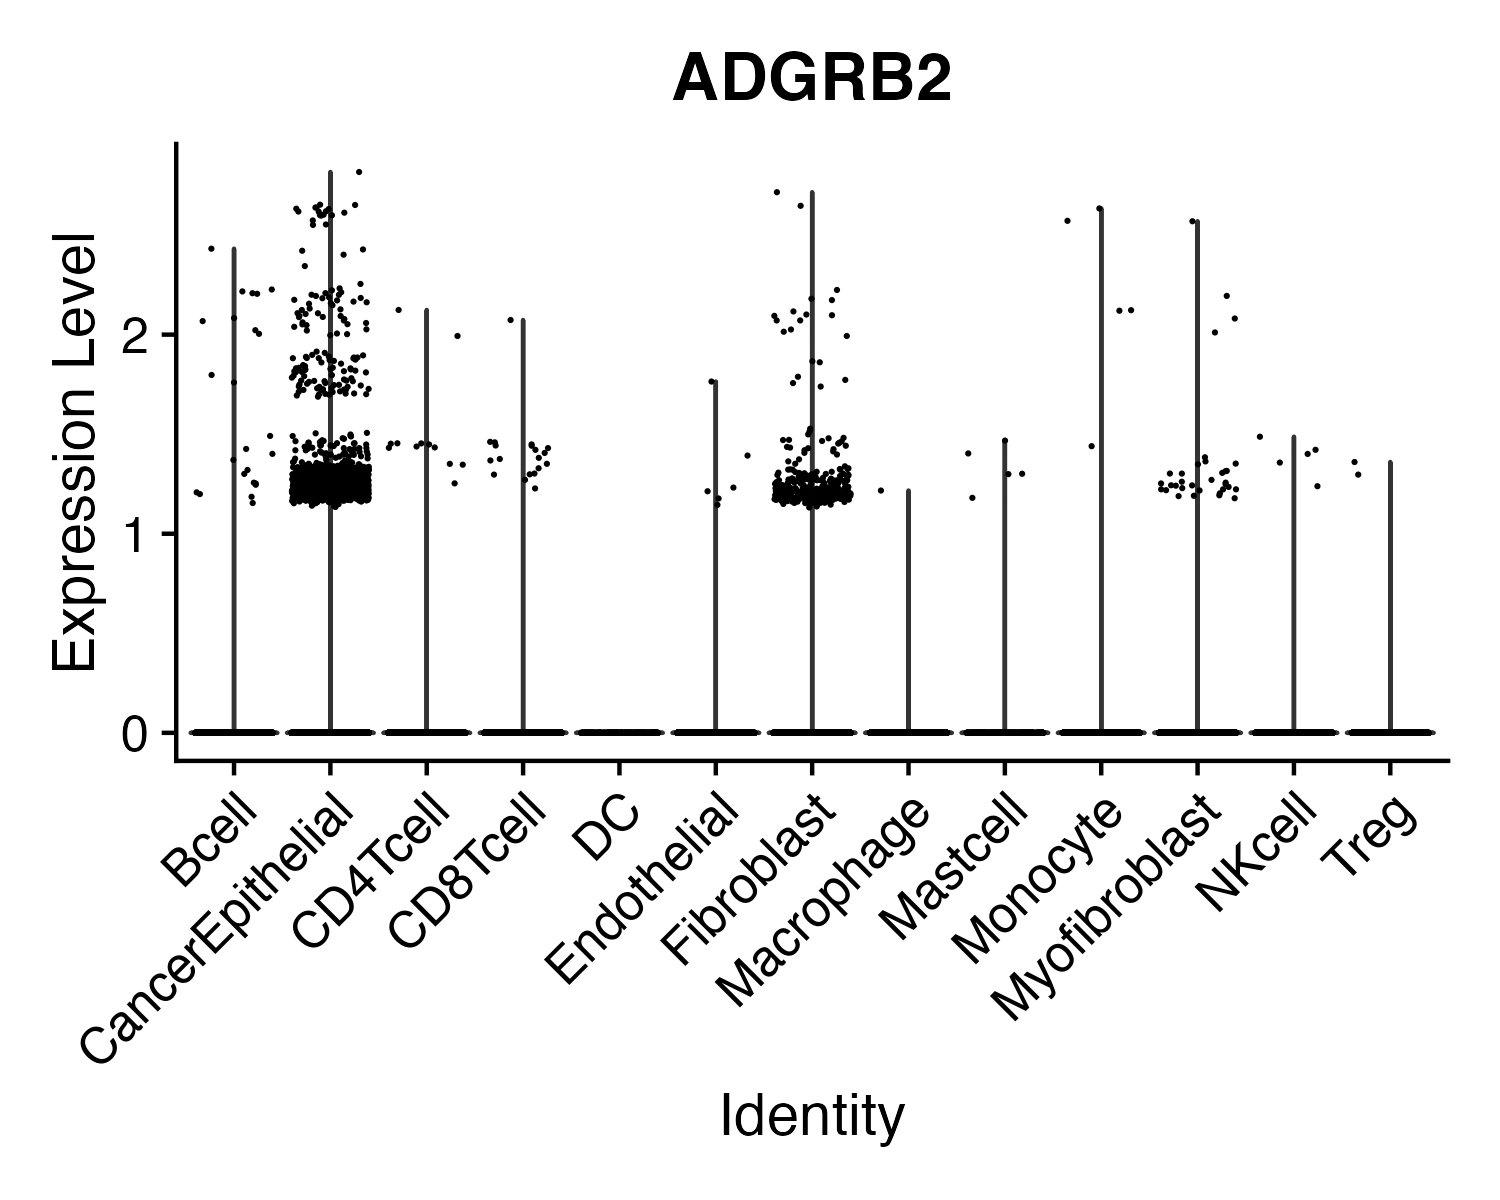 ADGRB2
Expression Level
2
1
0
Bcell
CancerEpithelial
CD4Tcell
CD8Tcell
DC
Endothelial
Fibroblast
Macrophage
Mastcell
Monocyte
Myofibroblast
NKcell
Treg
Identity